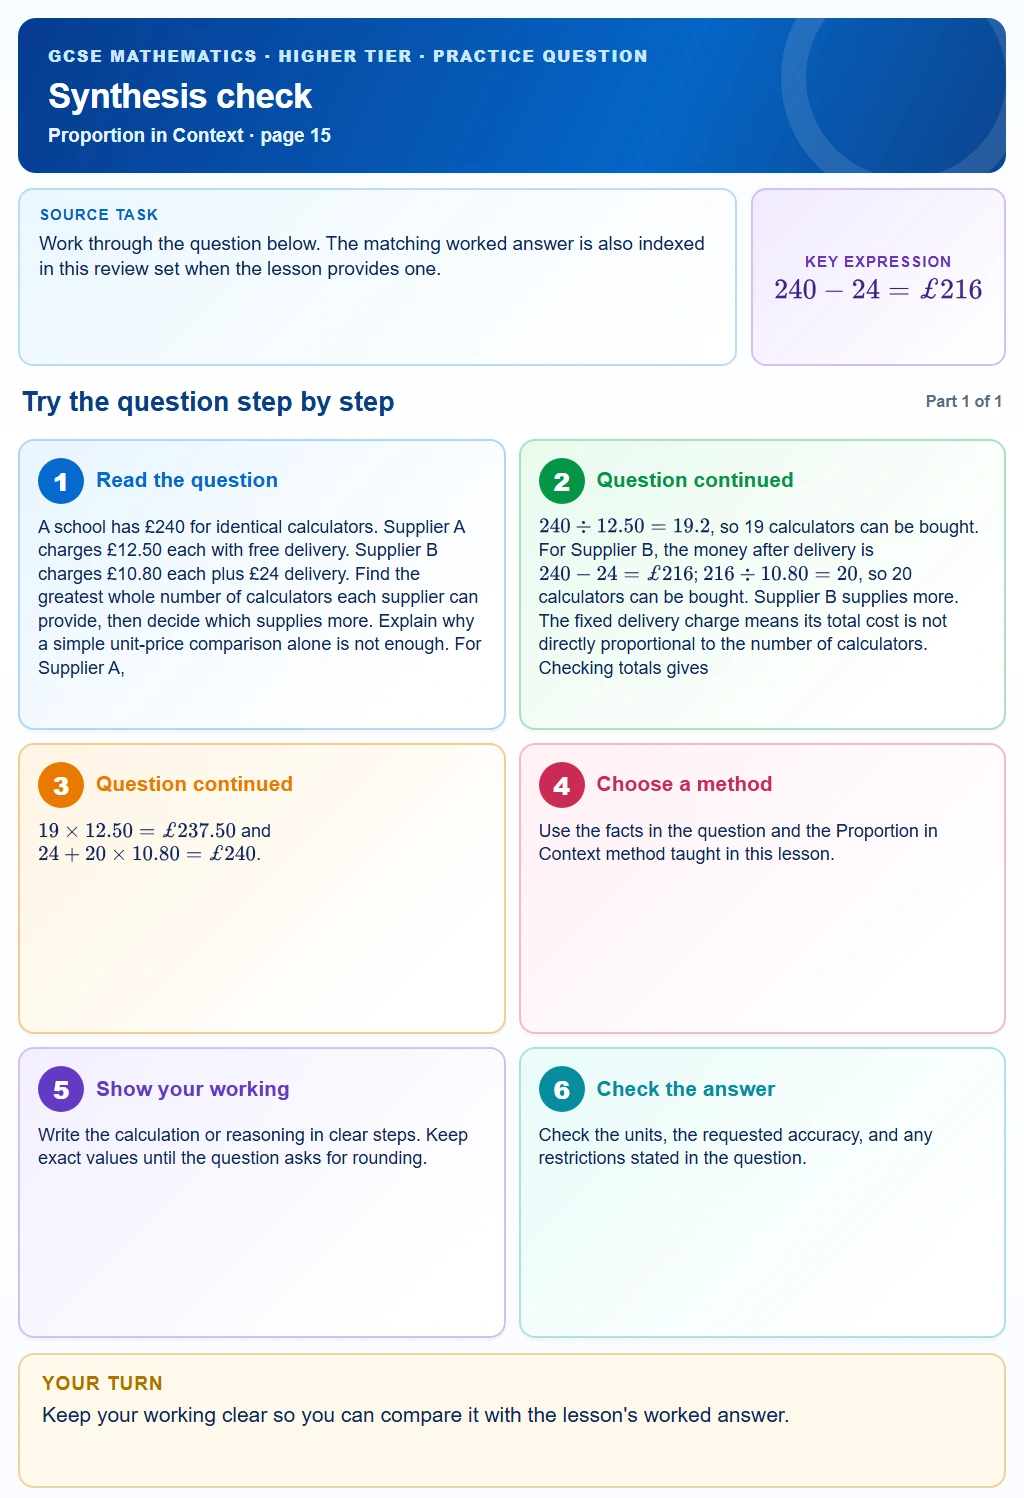 GCSE MATHEMATICS · HIGHER TIER · PRACTICE QUESTION
Synthesis check
Proportion in Context · page 15
SOURCE TASK
Work through the question below. The matching worked answer is also indexed
in this review set when the lesson provides one.
KEY EXPRESSION
240 − 24 = £216
Try the question step by step
Part 1 of 1
1 Read the question
A school has £240 for identical calculators. Supplier A
charges £12.50 each with free delivery. Supplier B
charges £10.80 each plus £24 delivery. Find the
greatest whole number of calculators each supplier can
provide, then decide which supplies more. Explain why
a simple unit-price comparison alone is not enough. For
Supplier A,
2 Question continued
240 ÷ 12.50 = 19.2, so 19 calculators can be bought.
For Supplier B, the money after delivery is
240 − 24 = £216; 216 ÷ 10.80 = 20, so 20
calculators can be bought. Supplier B supplies more.
The fixed delivery charge means its total cost is not
directly proportional to the number of calculators.
Checking totals gives
3 Question continued
19 × 12.50 = £237.50 and
24 + 20 × 10.80 = £240.
4 Choose a method
Use the facts in the question and the Proportion in
Context method taught in this lesson.
5 Show your working
Write the calculation or reasoning in clear steps. Keep
exact values until the question asks for rounding.
6 Check the answer
Check the units, the requested accuracy, and any
restrictions stated in the question.
YOUR TURN
Keep your working clear so you can compare it with the lesson's worked answer.